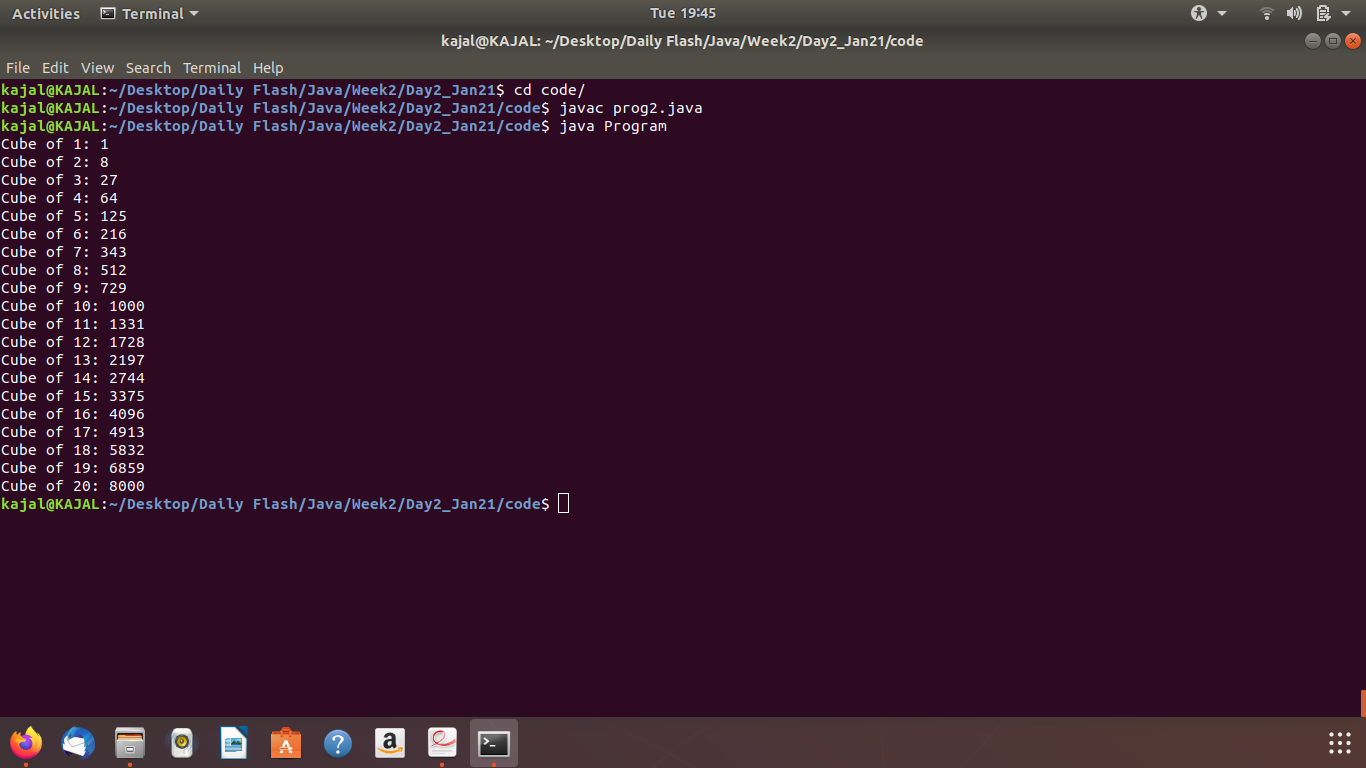 Activities Terminal Tue 19:45
kajal@KAJAL: ~/Desktop/Daily Flash/Java/Week2/Day2_Jan21/code
File Edit View Search Terminal Help
kajal@KAJAL:~/Desktop/Daily Flash/Java/Week2/Day2_Jan21$ cd code/
kajal@KAJAL:~/Desktop/Daily Flash/Java/Week2/Day2_Jan21/code$ javac prog2.java
kajal@KAJAL:~/Desktop/Daily Flash/Java/Week2/Day2_Jan21/code$ java Program
Cube of 1: 1
Cube of 2: 8
Cube of 3: 27
Cube of 4: 64
Cube of 5: 125
Cube of 6: 216
Cube of 7: 343
Cube of 8: 512
Cube of 9: 729
Cube of 10: 1000
Cube of 11: 1331
Cube of 12: 1728
Cube of 13: 2197
Cube of 14: 2744
Cube of 15: 3375
Cube of 16: 4096
Cube of 17: 4913
Cube of 18: 5832
Cube of 19: 6859
Cube of 20: 8000
kajal@KAJAL:~/Desktop/Daily Flash/Java/Week2/Day2_Jan21/code$